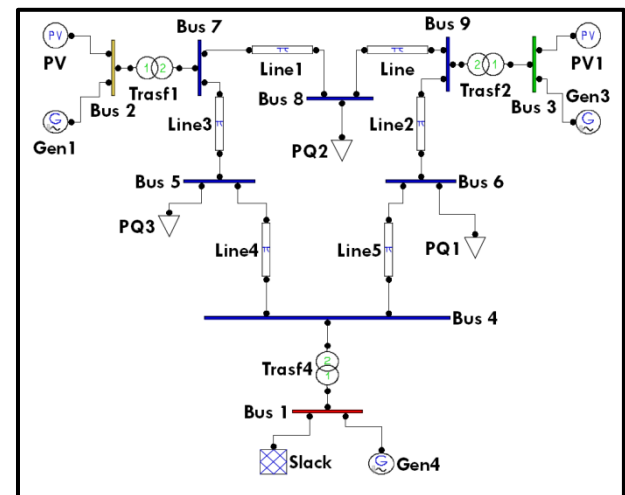 Bus 7
Bus 9
PV
PV
Line1
Line
PV
PV1
1 2
2 1
Trasf1
Trasf2
Bus 2
Bus 8
Bus 3
Gen3
G
Line3
Line2
G
Gen1
PQ2
Bus 5
Bus 6
PQ3
Line4
Line5
PQ1
Bus 4
Trasf4
2
1
Bus 1
Slack
G
Gen4